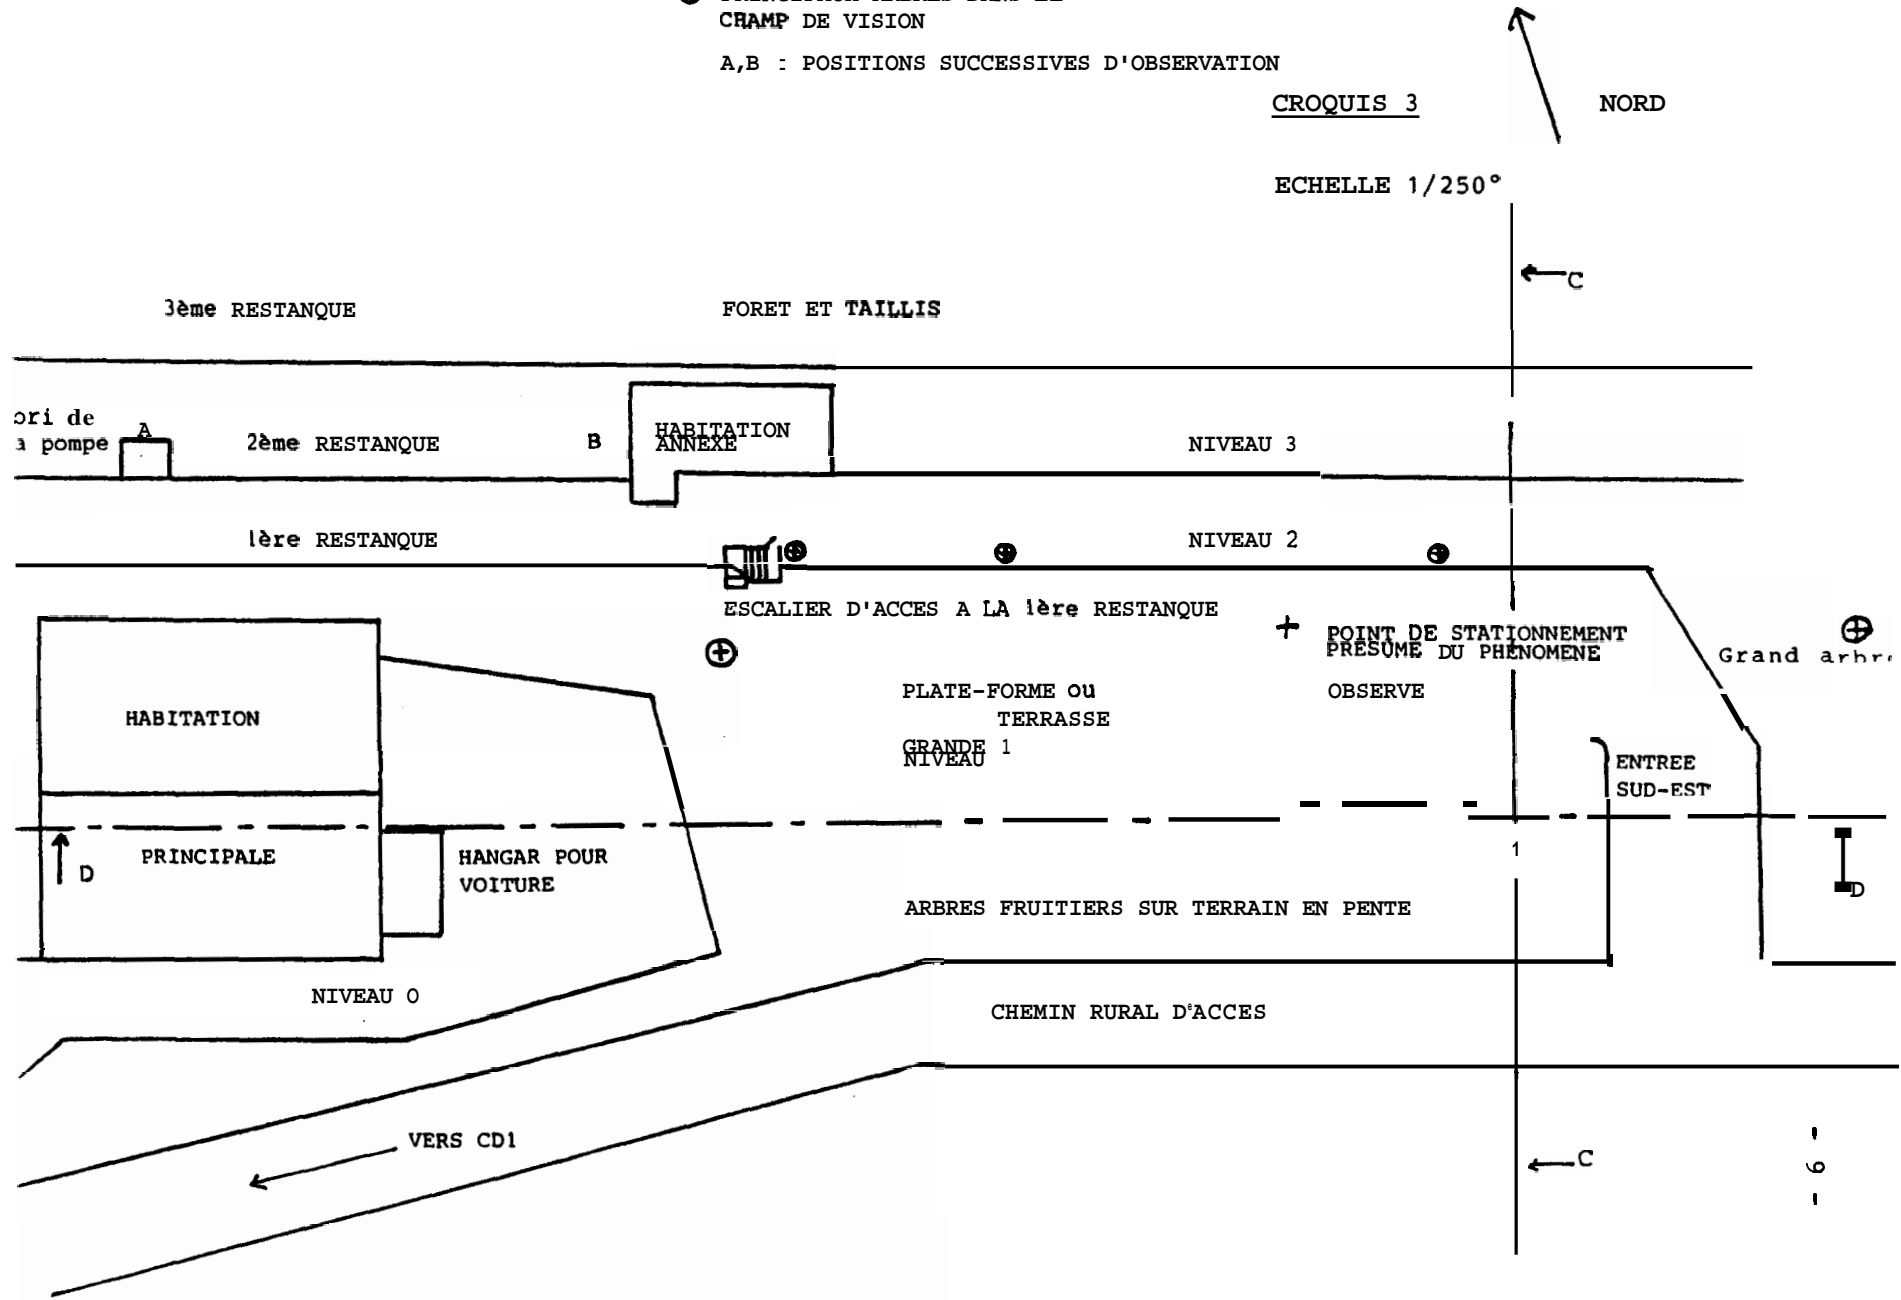 CHAMP DE VISION
A,B : POSITIONS SUCCESSIVES D'OBSERVATION
CROQUIS 3
NORD
ECHELLE 1/250°
C
3ème RESTANQUE
FORET ET TAILLIS
de
pompe
A
2ème RESTANQUE
B
HABITATION
ANNEXE
NIVEAU 3
1ère RESTANQUE
NIVEAU 2
ESCALIER D'ACCES A LA 1ère RESTANQUE
POINT DE STATIONNEMENT
PRESUME DU PHENOMENE
OBSERVE
Grand
PLATE-FORME ou
TERRASSE
GRANDE 1
NIVEAU
HABITATION
ENTREE
SUD-EST
PRINCIPALE
D
HANGAR POUR
VOITURE
1
D
ARBRES FRUITIERS SUR TERRAIN EN PENTE
NIVEAU 0
CHEMIN RURAL D'ACCES
VERS CD1
C
- 6 -